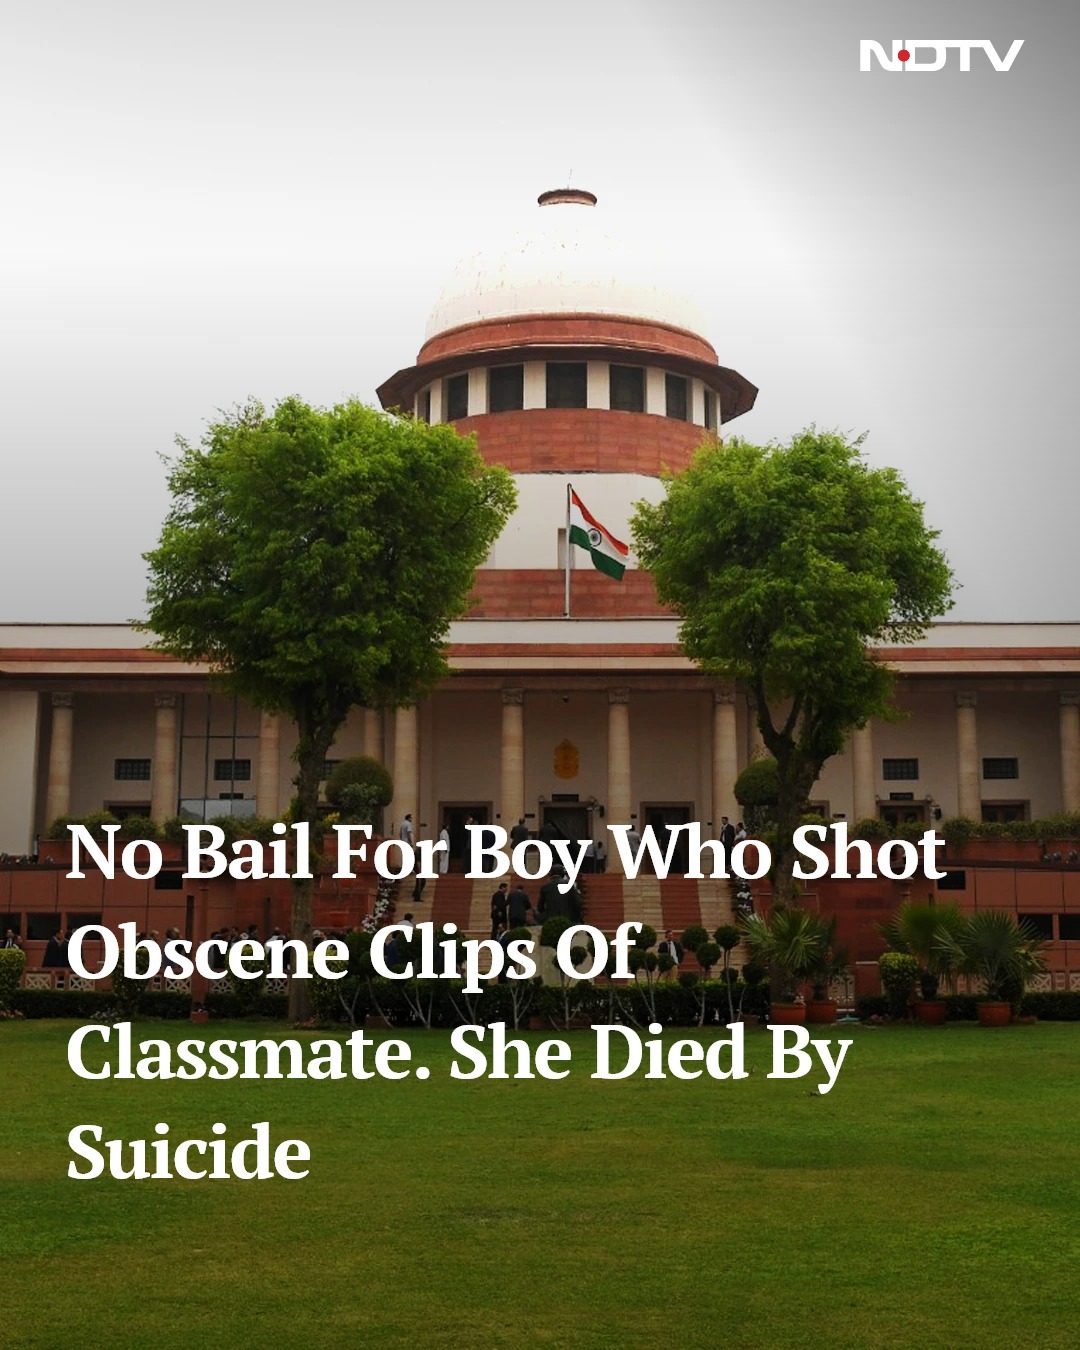 NDTV
No Bail For Boy Who Shot
Obscene Clips Of
Classmate. She Died By
Suicide